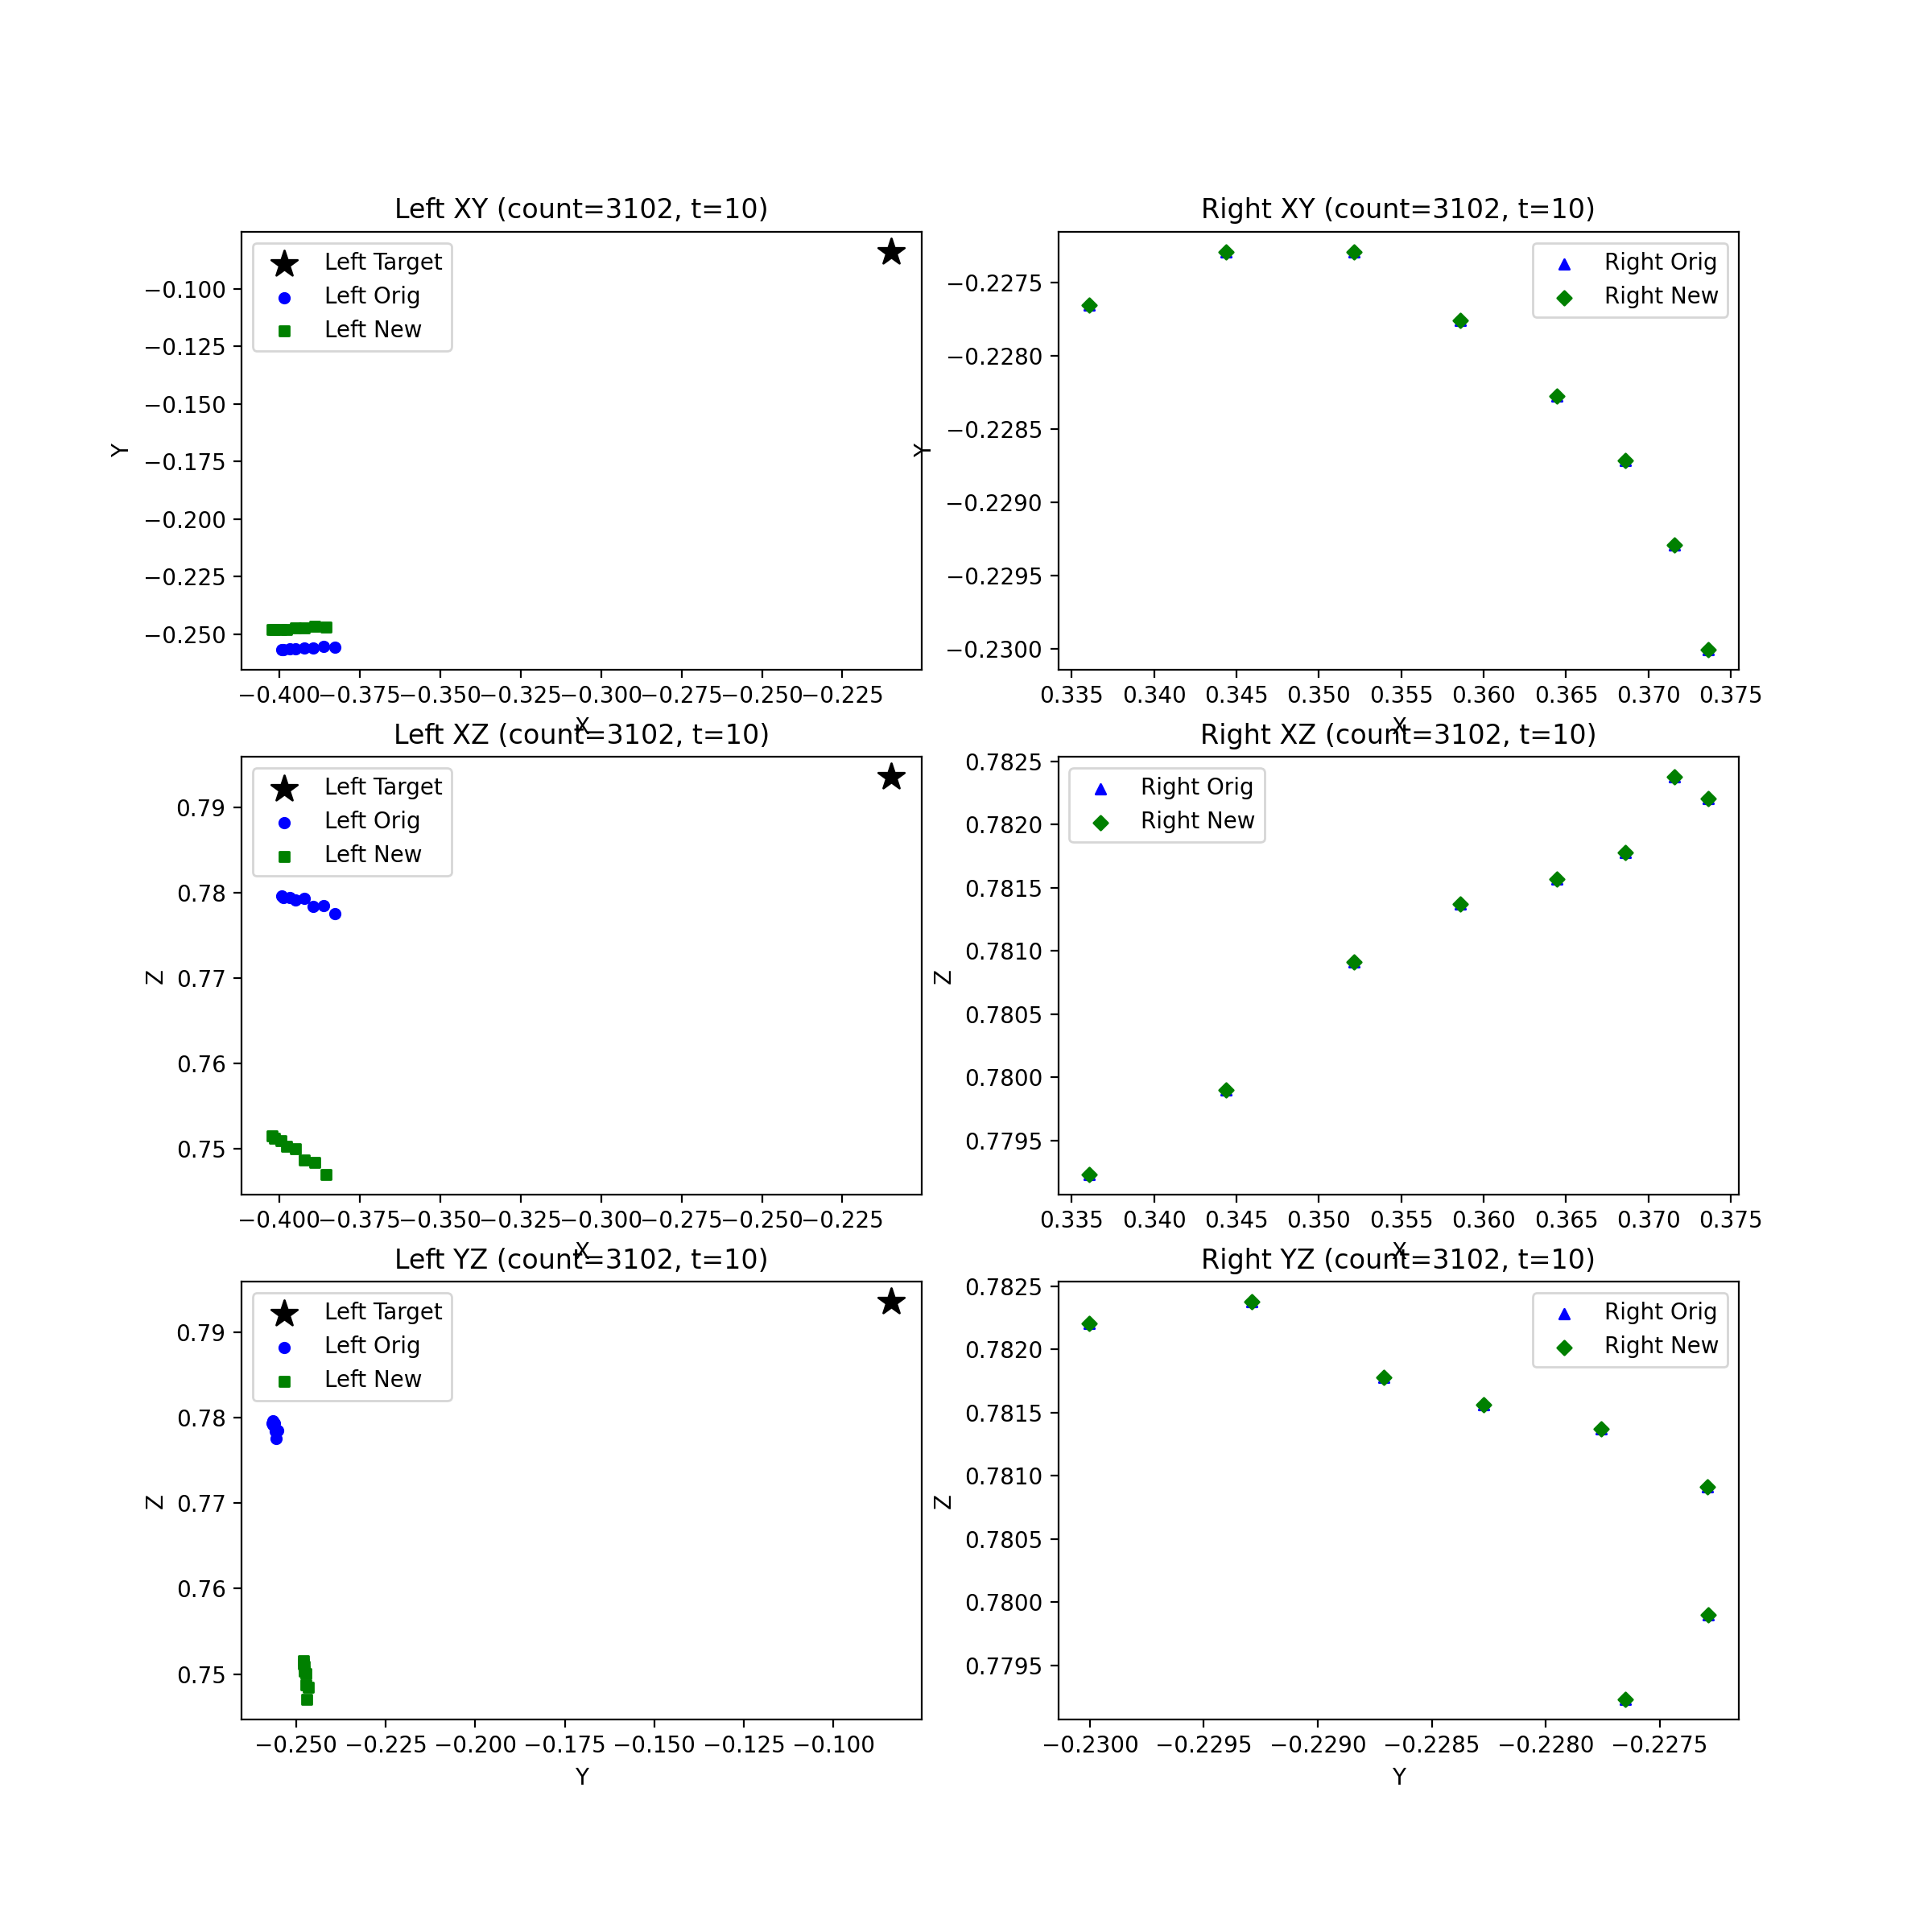 Left XY (count=3102, t=10)
Left Target
Left Orig
Left New
−0.100
−0.125
−0.150
−0.175
−0.200
−0.225
−0.250
Y
−0.400 −0.375 −0.350 −0.325 −0.300 −0.275 −0.250 −0.225
X
Right XY (count=3102, t=10)
Right Orig
Right New
−0.2275
−0.2280
−0.2285
−0.2290
−0.2295
−0.2300
Y
0.335 0.340 0.345 0.350 0.355 0.360 0.365 0.370 0.375
X
Left XZ (count=3102, t=10)
Left Target
Left Orig
Left New
0.79
0.78
0.77
0.76
0.75
Z
−0.400 −0.375 −0.350 −0.325 −0.300 −0.275 −0.250 −0.225
X
Right XZ (count=3102, t=10)
Right Orig
Right New
0.7825
0.7820
0.7815
0.7810
0.7805
0.7800
0.7795
Z
0.335 0.340 0.345 0.350 0.355 0.360 0.365 0.370 0.375
X
Left YZ (count=3102, t=10)
Left Target
Left Orig
Left New
0.79
0.78
0.77
0.76
0.75
Z
−0.250 −0.225 −0.200 −0.175 −0.150 −0.125 −0.100
Y
Right YZ (count=3102, t=10)
Right Orig
Right New
0.7825
0.7820
0.7815
0.7810
0.7805
0.7800
0.7795
Z
−0.2300 −0.2295 −0.2290 −0.2285 −0.2280 −0.2275
Y